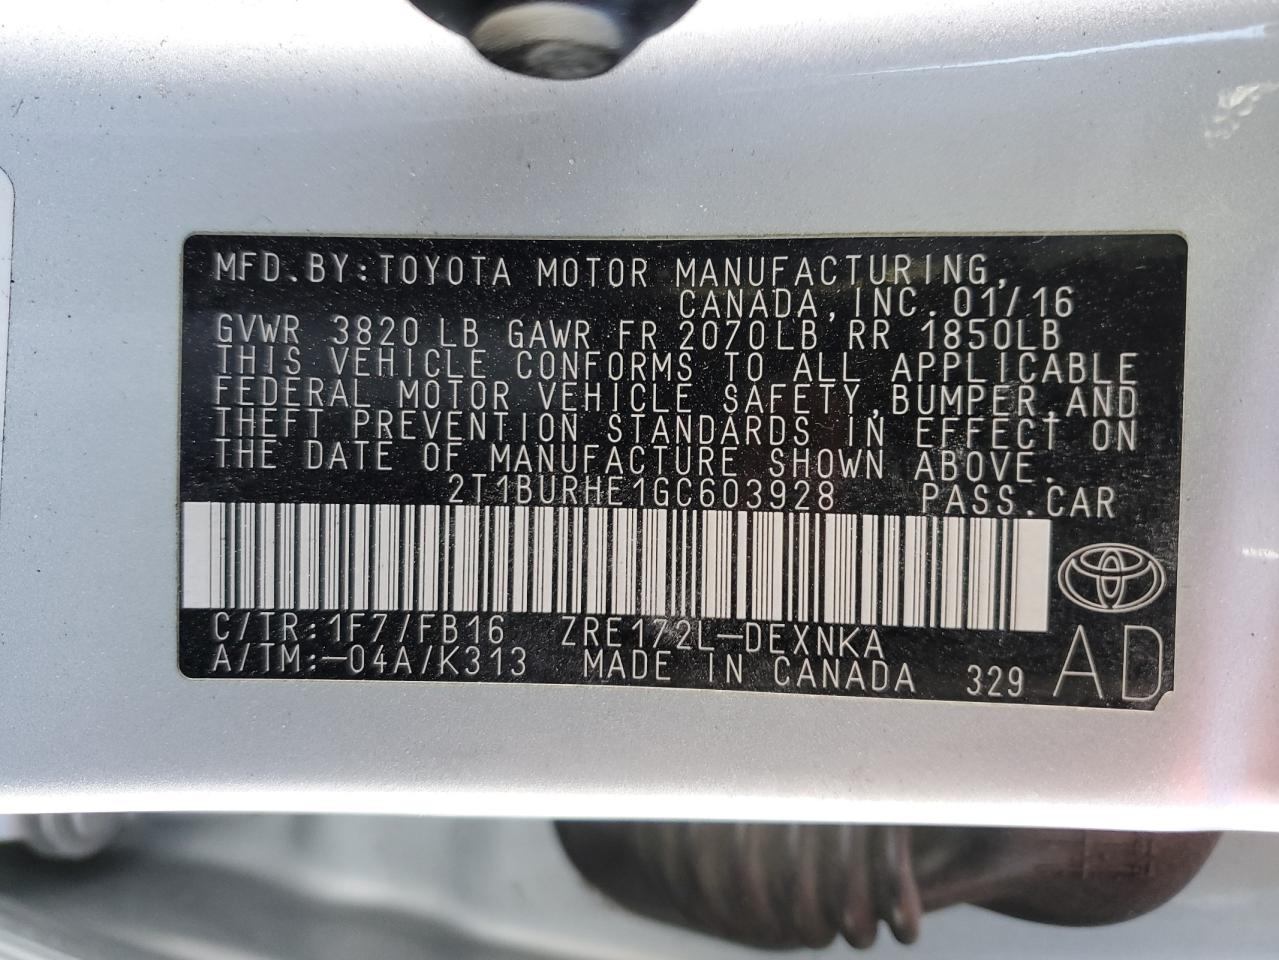 MFD.BY:TOYOTA MOTOR MANUFACTURING,
CANADA,INC.01/16
GVWR 3820LB GAWR FR 2070LB RR 1850LB
THIS VEHICLE CONFORMS TO ALL APPLICABLE
FEDERAL MOTOR VEHICLE SAFETY,BUMPER,AND
THEFT PREVENTION STANDARDS IN EFFECT ON
THE DATE OF MANUFACTURE SHOWN ABOVE.
2T1BURHE1GC603928 PASS.CAR
C/TR:1F7/FB16 ZRE172L-DEXNKA
A/TM:-04A/K313 MADE IN CANADA 329 AD